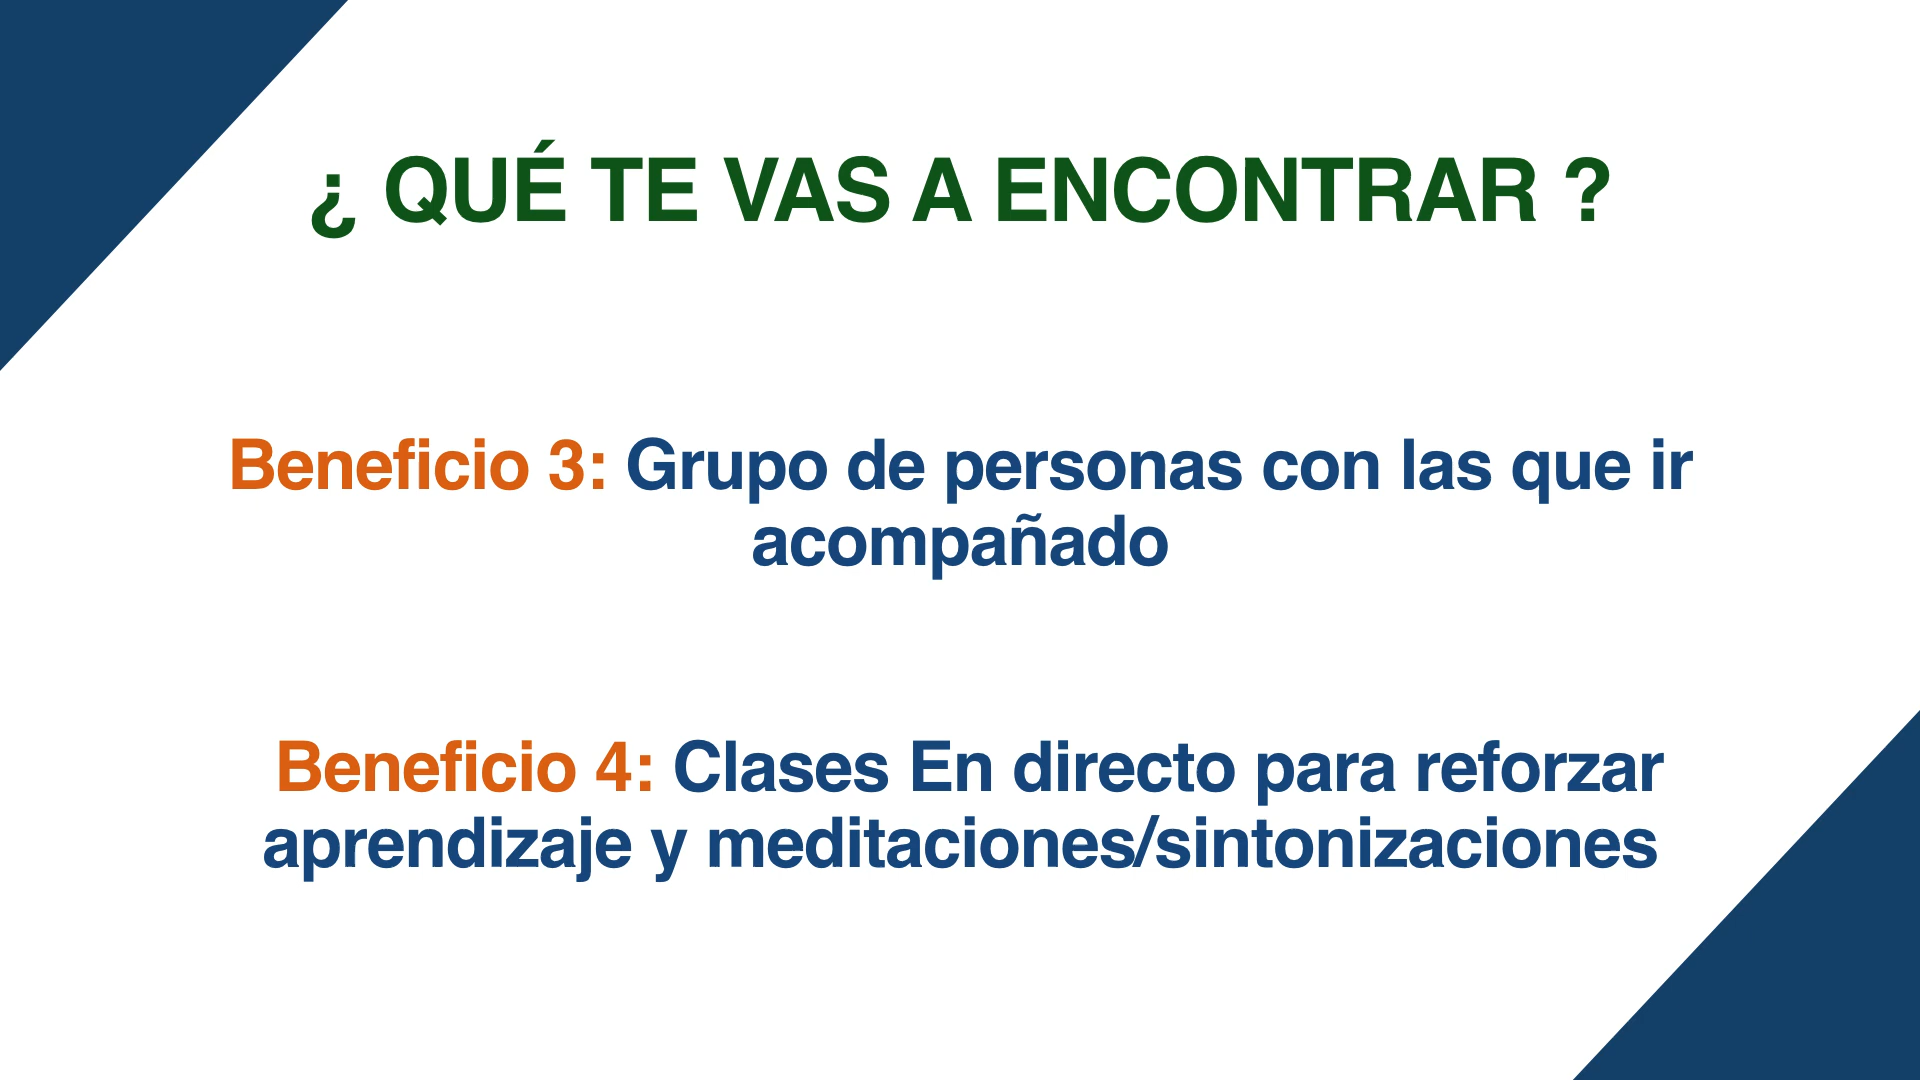 ¿ QUÉ TE VAS A ENCONTRAR ?
Beneficio 3: Grupo de personas con las que ir
acompañado
Beneficio 4: Clases En directo para reforzar
aprendizaje y meditaciones/sintonizaciones